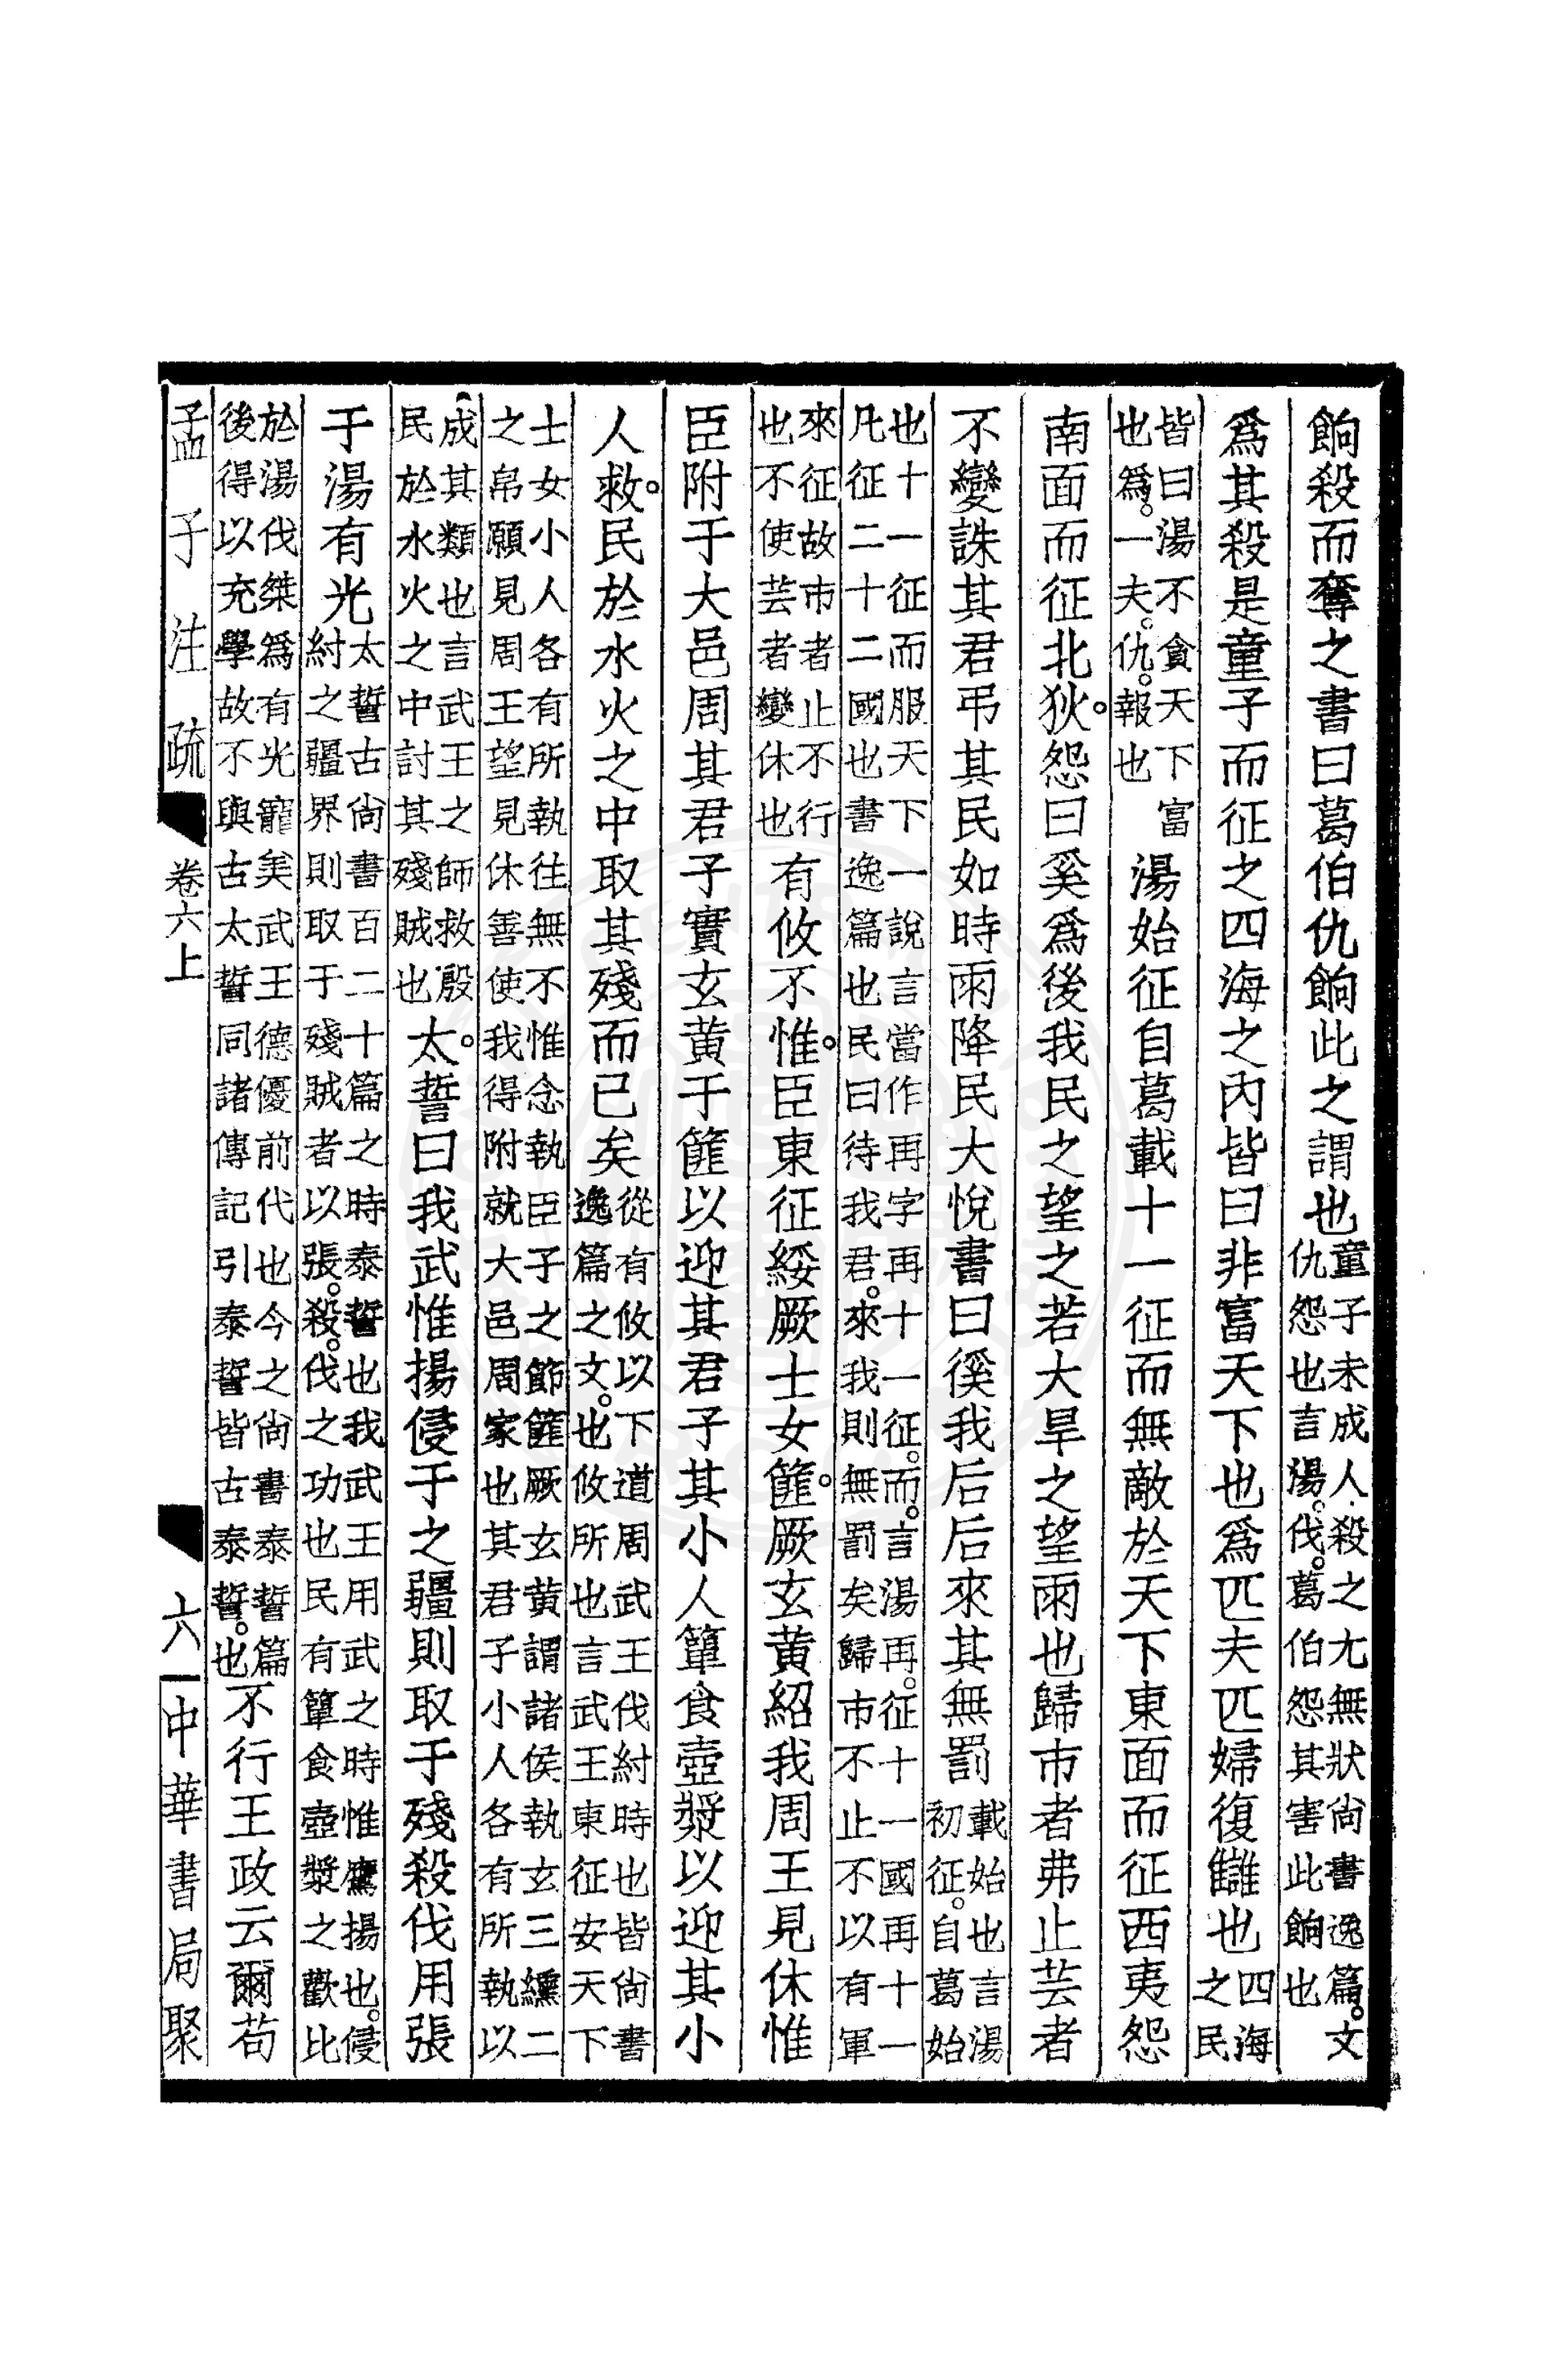 餉殺而奪之書曰葛伯仇餉此之謂也童子未成人殺之尤無狀尚書逸篇文仇怨也言湯伐葛伯怨其害此餉也
爲其殺是童子而征之四海之內皆曰非富天下也爲匹夫匹婦復讎也四海之民
皆曰湯不貪天下富也爲一夫仇報也湯始征自葛載十一征而無敵於天下東面而征西夷怨
南面而征北狄怨曰奚爲後我民之望之若大旱之望雨也歸市者弗止芸者
不變誅其君弔其民如時雨降民大悅書曰徯我后后來其無罰載始也言湯初征自葛始
也十一征而服天下一說言當作再字再十一征而言湯再征十一國再十一凡征二十二國也書逸篇也民曰待我君來我則無罰矣歸市不止不以有軍
來征故市者止不行也不使芸者變休也有攸不惟臣東征綏厥士女篚厥玄黃紹我周王見休惟
臣附于大邑周其君子實玄黃于篚以迎其君子其小人簞食壺漿以迎其小
人救民於水火之中取其殘而已矣從有攸以下道周武王伐紂時也皆尚書逸篇之文也攸所也言武王東征安天下
士女小人各有所執往無不惟念執臣子之節篚厥玄黃謂諸侯執玄三纁二之帛願見周王望見休善使我得附就大邑周家也其君子小人各有所執以
成其類也言武王之師救殷民於水火之中討其殘賊也太誓曰我武惟揚侵于之疆則取于殘殺伐用張
于湯有光太誓古尚書百二十篇之時泰誓也我武王用武之時惟鷹揚也侵紂之疆界則取于殘賊者以張殺伐之功也民有簞食壺漿之歡比
於湯伐桀爲有光寵美武王德優前代也今之尚書泰誓篇後得以充學故不與古太誓同諸傳記引泰誓皆古泰誓也不行王政云爾苟
孟子注疏 卷六上 六 中華書局聚